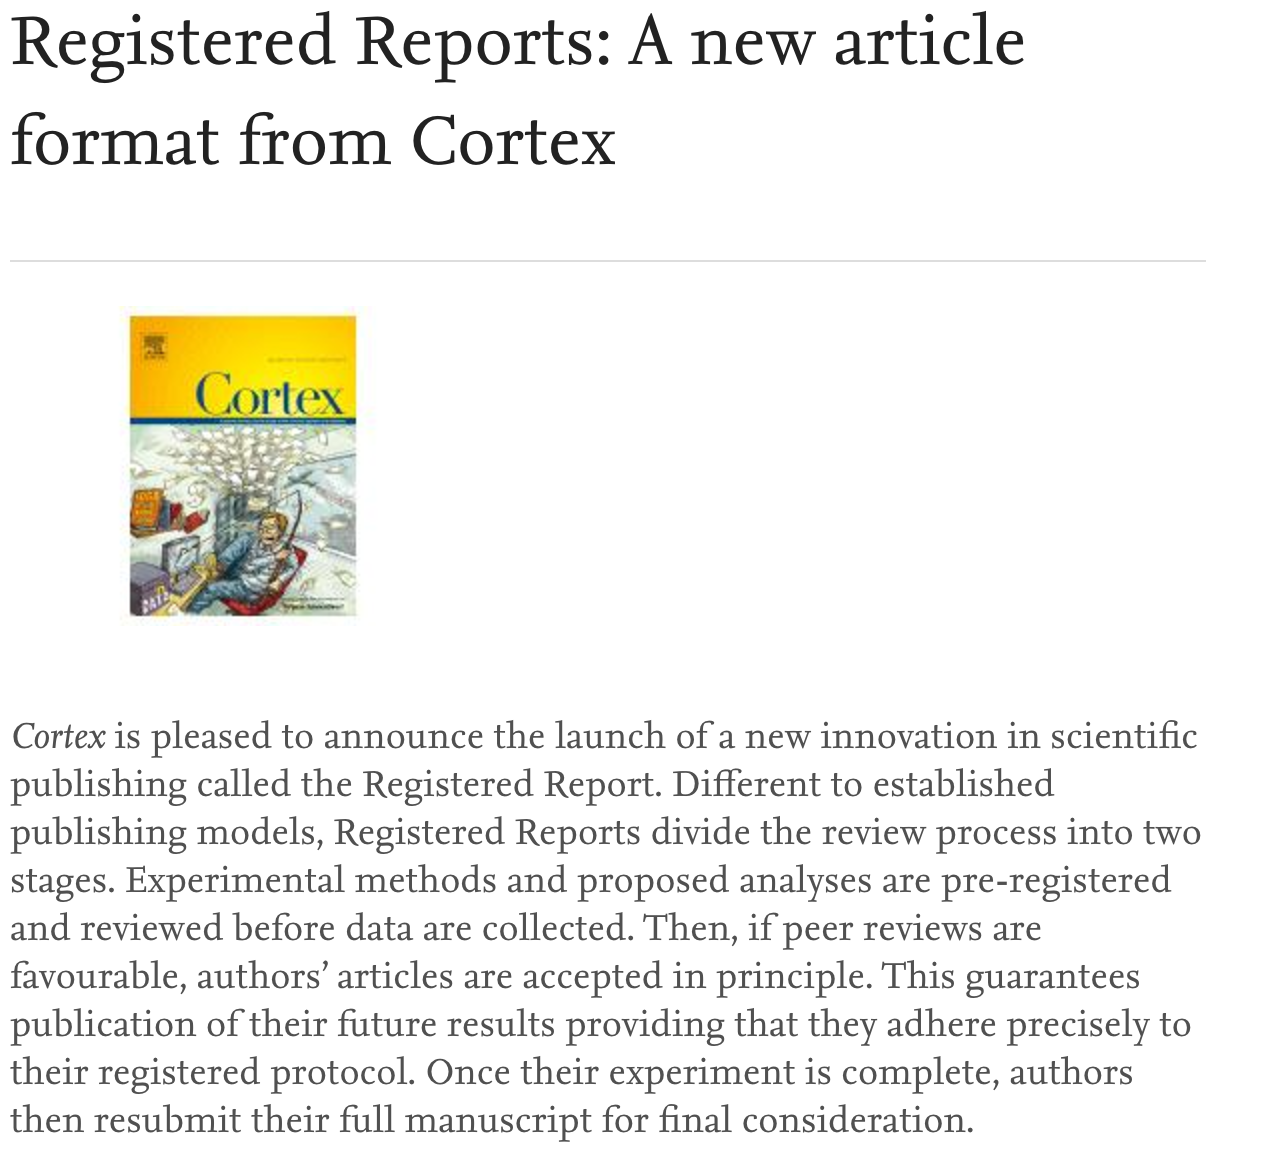 Registered Reports: A new article
format from Cortex
Cortex
DATA
Cortex is pleased to announce the launch of a new innovation in scientific
publishing called the Registered Report. Different to established
publishing models, Registered Reports divide the review process into two
stages. Experimental methods and proposed analyses are pre-registered
and reviewed before data are collected. Then, if peer reviews are
favourable, authors’ articles are accepted in principle. This guarantees
publication of their future results providing that they adhere precisely to
their registered protocol. Once their experiment is complete, authors
then resubmit their full manuscript for final consideration.